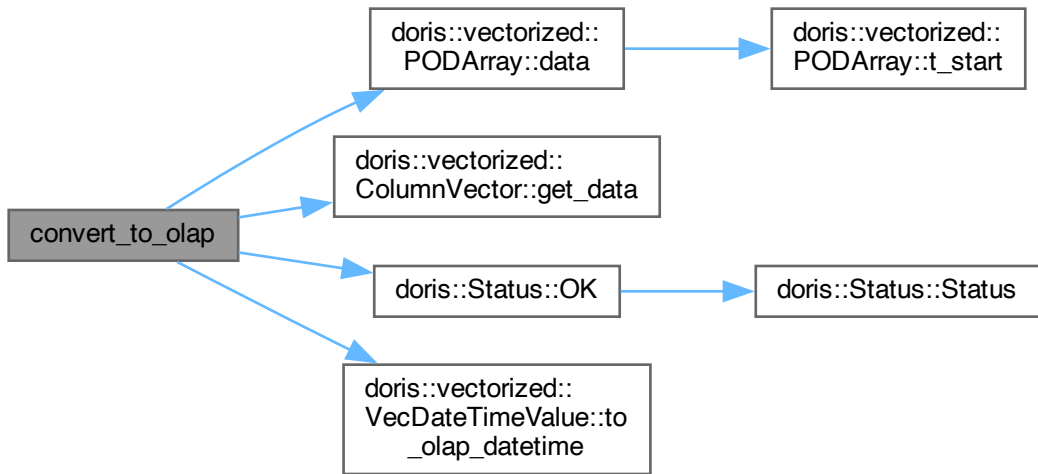 doris::vectorized::
PODArray::data
doris::vectorized::
PODArray::t_start
doris::vectorized::
ColumnVector::get_data
convert_to_olap
doris::Status::OK
doris::Status::Status
doris::vectorized::
VecDateTimeValue::to
_olap_datetime